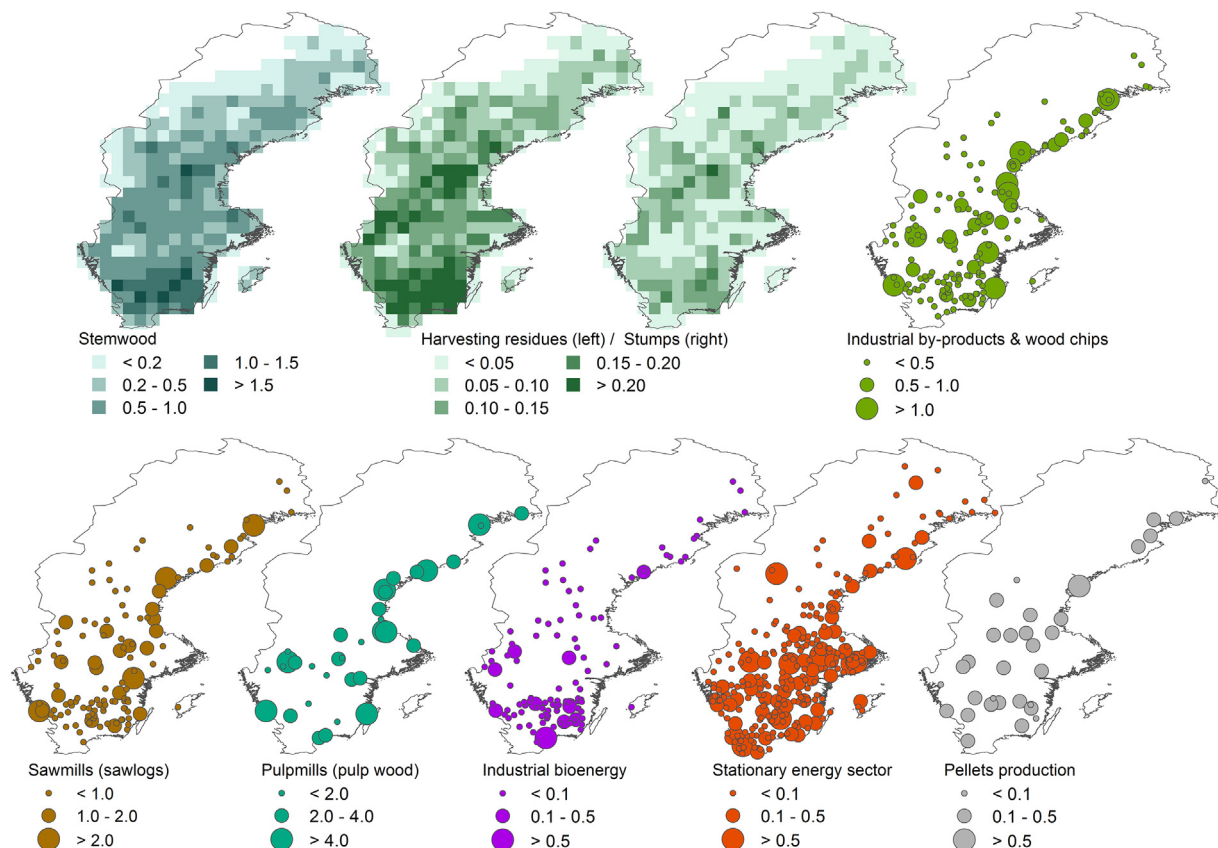 Stemwood
< 0.2
0.2 - 0.5
0.5 - 1.0
1.0 - 1.5
> 1.5
Harvesting residues (left) / Stumps (right)
< 0.05
0.05 - 0.10
0.10 - 0.15
0.15 - 0.20
> 0.20
Industrial by-products & wood chips
< 0.5
0.5 - 1.0
> 1.0
Sawmills (sawlogs)
< 1.0
1.0 - 2.0
> 2.0
Pulpmills (pulp wood)
< 2.0
2.0 - 4.0
> 4.0
Industrial bioenergy
< 0.1
0.1 - 0.5
> 0.5
Stationary energy sector
< 0.1
0.1 - 0.5
> 0.5
Pellets production
< 0.1
0.1 - 0.5
> 0.5